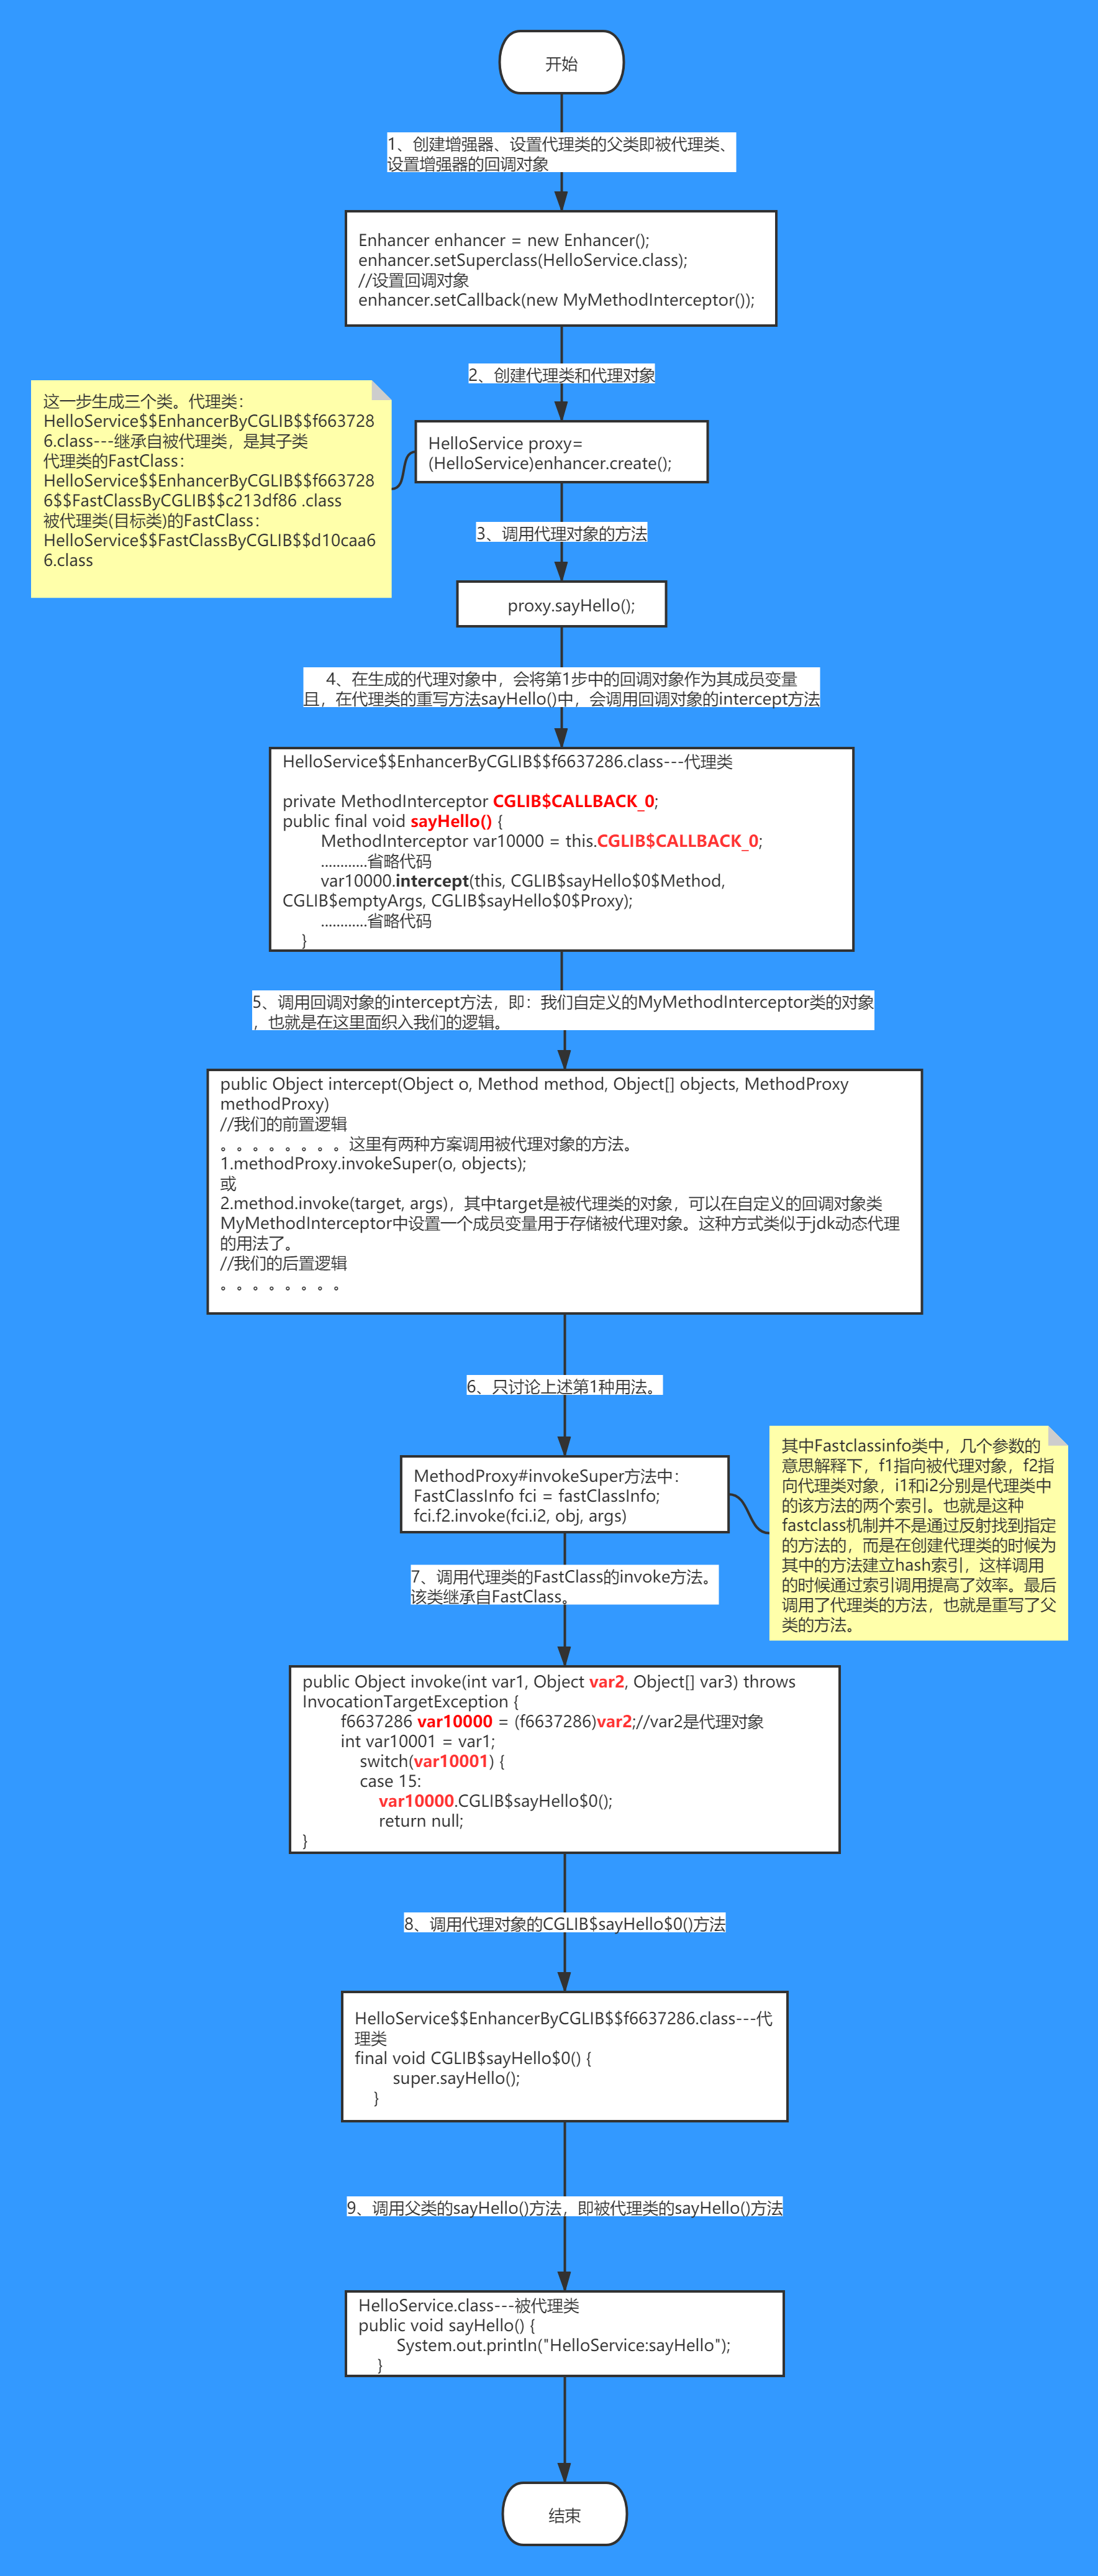 开始
1、创建增强器、设置代理类的父类即被代理类、
设置增强器的回调对象
Enhancer enhancer = new Enhancer();
enhancer.setSuperclass(HelloService.class);
//设置回调对象
enhancer.setCallback(new MyMethodInterceptor());
2、创建代理类和代理对象
这一步生成三个类。代理类：
HelloService$$EnhancerByCGLIB$$f663728
6.class---继承自被代理类，是其子类
代理类的FastClass：
HelloService$$EnhancerByCGLIB$$f663728
6$$FastClassByCGLIB$$c213df86 .class
被代理类(目标类)的FastClass：
HelloService$$FastClassByCGLIB$$d10caa6
6.class
HelloService proxy=
(HelloService)enhancer.create();
3、调用代理对象的方法
proxy.sayHello();
4、在生成的代理对象中，会将第1步中的回调对象作为其成员变量
且，在代理类的重写方法sayHello()中，会调用回调对象的intercept方法
HelloService$$EnhancerByCGLIB$$f6637286.class---代理类
private MethodInterceptor CGLIB$CALLBACK_0;
public final void sayHello() {
MethodInterceptor var10000 = this.CGLIB$CALLBACK_0;
............省略代码
var10000.intercept(this, CGLIB$sayHello$0$Method,
CGLIB$emptyArgs, CGLIB$sayHello$0$Proxy);
............省略代码
}
5、调用回调对象的intercept方法，即：我们自定义的MyMethodInterceptor类的对象
，也就是在这里面织入我们的逻辑。
public Object intercept(Object o, Method method, Object[] objects, MethodProxy
methodProxy)
//我们的前置逻辑
。。。。。。。。这里有两种方案调用被代理对象的方法。
1.methodProxy.invokeSuper(o, objects);
或
2.method.invoke(target, args)，其中target是被代理类的对象，可以在自定义的回调对象类
MyMethodInterceptor中设置一个成员变量用于存储被代理对象。这种方式类似于jdk动态代理
的用法了。
//我们的后置逻辑
。。。。。。。。
6、只讨论上述第1种用法。
MethodProxy#invokeSuper方法中：
FastClassInfo fci = fastClassInfo;
fci.f2.invoke(fci.i2, obj, args)
其中Fastclassinfo类中，几个参数的
意思解释下，f1指向被代理对象，f2指
向代理类对象，i1和i2分别是代理类中
的该方法的两个索引。也就是这种
fastclass机制并不是通过反射找到指定
的方法的，而是在创建代理类的时候为
其中的方法建立hash索引，这样调用
的时候通过索引调用提高了效率。最后
调用了代理类的方法，也就是重写了父
类的方法。
7、调用代理类的FastClass的invoke方法。
该类继承自FastClass。
public Object invoke(int var1, Object var2, Object[] var3) throws
InvocationTargetException {
f6637286 var10000 = (f6637286)var2;//var2是代理对象
int var10001 = var1;
switch(var10001) {
case 15:
var10000.CGLIB$sayHello$0();
return null;
}
8、调用代理对象的CGLIB$sayHello$0()方法
HelloService$$EnhancerByCGLIB$$f6637286.class---代
理类
final void CGLIB$sayHello$0() {
super.sayHello();
}
9、调用父类的sayHello()方法，即被代理类的sayHello()方法
HelloService.class---被代理类
public void sayHello() {
System.out.println("HelloService:sayHello");
}
结束